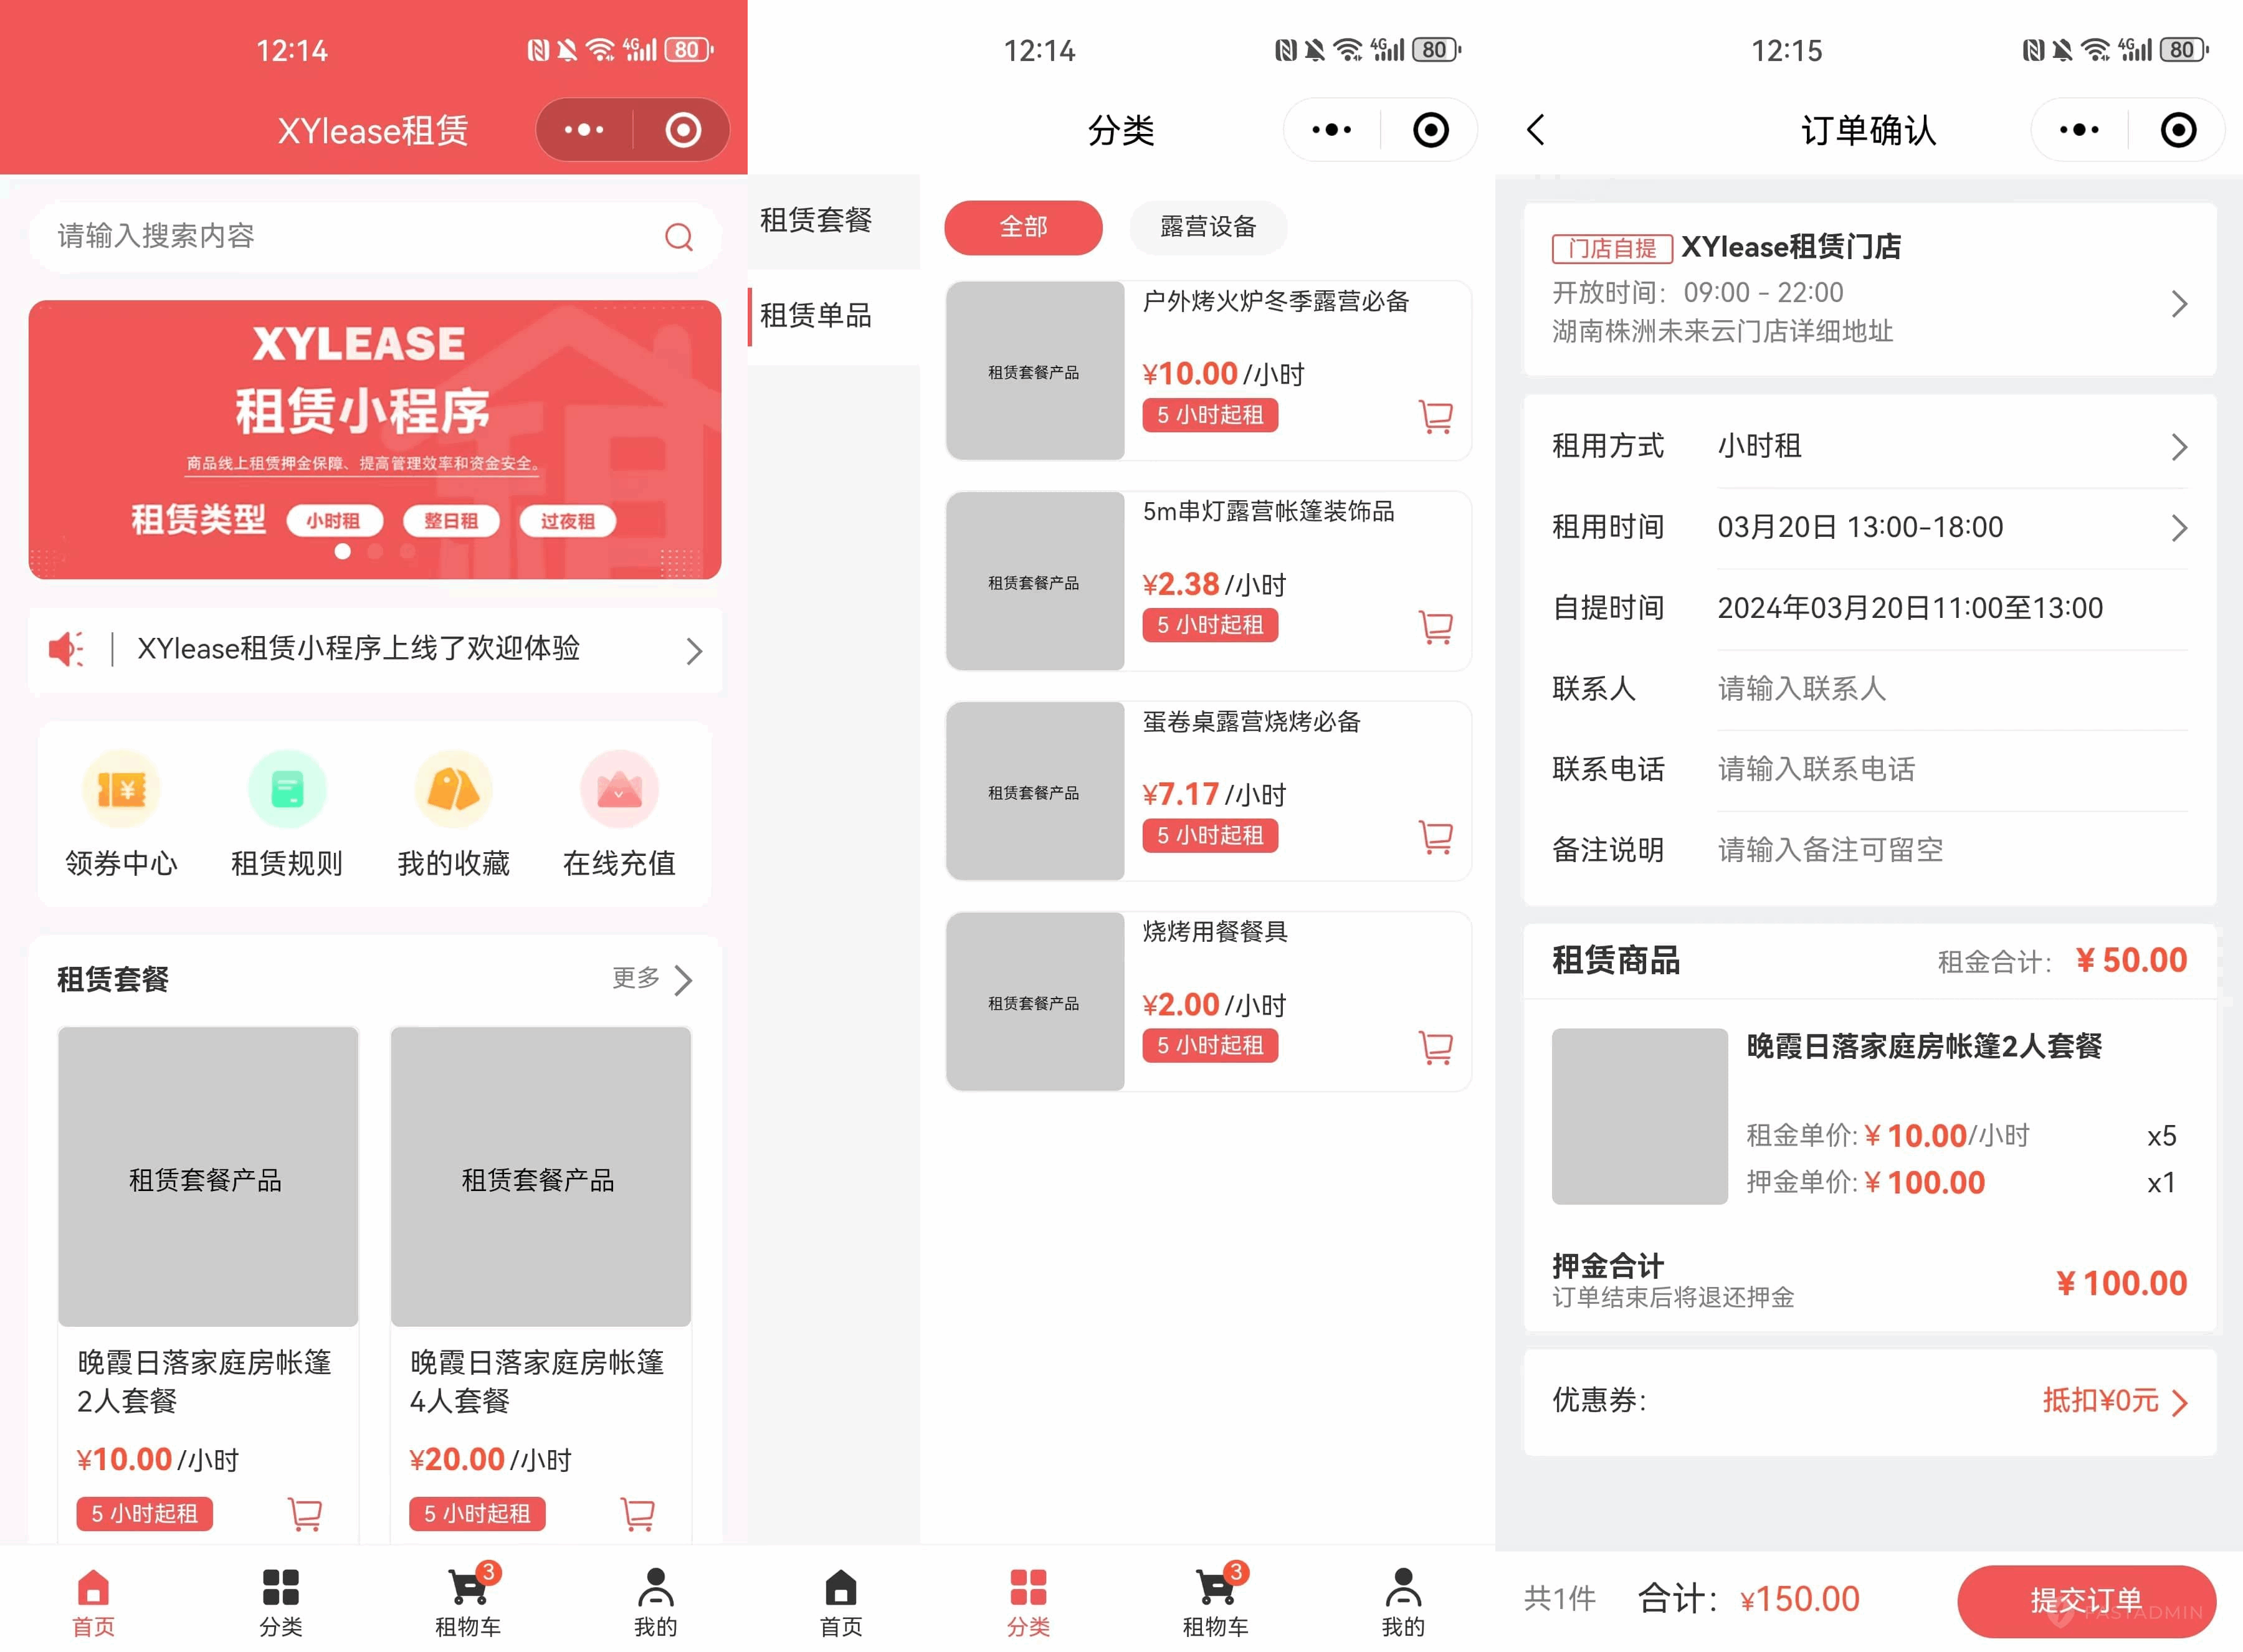 12:14
4G
80
XYlease租赁
请输入搜索内容
XYLEASE
租赁小程序
商品线上租赁押金保障、提高管理效率和资金安全。
租赁类型 小时租 整日租 过夜租
XYlease租赁小程序上线了欢迎体验
领券中心 租赁规则 我的收藏 在线充值
租赁套餐 更多
租赁套餐产品
租赁套餐产品
晚霞日落家庭房帐篷
2人套餐
¥10.00/小时
5 小时起租
晚霞日落家庭房帐篷
4人套餐
¥20.00/小时
5 小时起租
3
首页 分类 租物车 我的
12:14
4G
80
分类
租赁套餐
租赁单品
全部 露营设备
租赁套餐产品
户外烤火炉冬季露营必备
¥10.00/小时
5 小时起租
租赁套餐产品
5m串灯露营帐篷装饰品
¥2.38/小时
5 小时起租
租赁套餐产品
蛋卷桌露营烧烤必备
¥7.17/小时
5 小时起租
租赁套餐产品
烧烤用餐餐具
¥2.00/小时
5 小时起租
3
首页 分类 租物车 我的
12:15
4G
80
订单确认
门店自提 XYlease租赁门店
开放时间：09:00 - 22:00
湖南株洲未来云门店详细地址
租用方式 小时租
租用时间 03月20日 13:00-18:00
自提时间 2024年03月20日11:00至13:00
联系人 请输入联系人
联系电话 请输入联系电话
备注说明 请输入备注可留空
租赁商品 租金合计： ¥ 50.00
晚霞日落家庭房帐篷2人套餐
租金单价: ¥ 10.00/小时 x5
押金单价: ¥ 100.00 x1
押金合计
订单结束后将退还押金
¥ 100.00
优惠券: 抵扣¥0元
共1件 合计： ¥150.00 提交订单
FASTADMIN